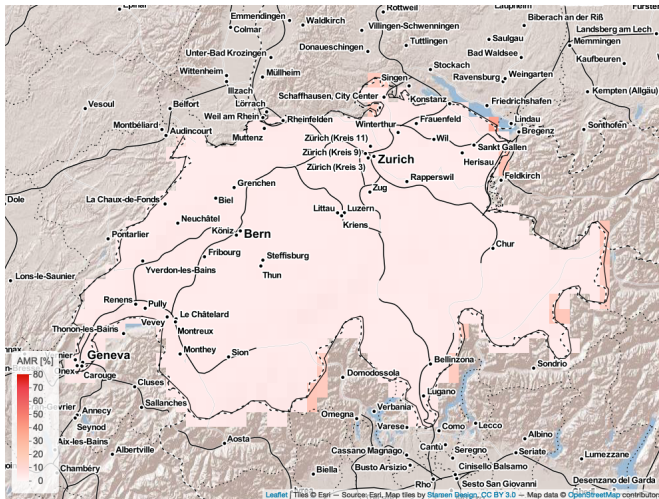 Epinal
Rottweil
Laupheim
Fürsten
Emmendingen
Waldkirch
Biberach an der Riß
Colmar
Villingen-Schwenningen
Landsberg am Lech
Donaueschingen
Tuttlingen
Saulgau
Memmingen
Unter-Bad Krozingen
Bad Waldsee
Stockach
Kaufbeuren
Wittenheim
Müllheim
Singen
Ravensburg
Weingarten
Illzach
Schaffhausen, City Center
Kempten (Allgäu)
Vesoul
Belfort
Lörrach
Konstanz
Friedrichshafen
Weil am Rhein
Rheinfelden
Frauenfeld
Lindau
Sonthofen
Montbéliard
Audincourt
Muttenz
Winterthur
Bregenz
Zürich (Kreis 11)
Wil
Sankt Gallen
Zürich (Kreis 9)
Zurich
Herisau
Zürich (Kreis 3)
Feldkirch
Grenchen
Zug
Rapperswil
Dole
La Chaux-de-Fonds
Biel
Littau
Luzern
Neuchâtel
Kriens
Pontarlier
Köniz
Bern
Chur
Fribourg
Steffisburg
Lons-le-Saunier
Yverdon-les-Bains
Thun
Renens
Pully
Le Châtelard
Vevey
Thonon-les-Bains
Montreux
AMR [%]
80
70
60
50
40
30
20
10
0
Geneva
Monthey
Sion
Bellinzona
Sondrio
Carouge
Cluses
Domodossola
Lugano
Annecy
Sallanches
Verbania
Seynod
Omegna
Como
Lecco
Varese
Aix-les-Bains
Albertville
Aosta
Cantù
Albino
Cassano Magnago
Seregno
Seriate
Lumezzane
Chambéry
Biella
Busto Arsizio
Cinisello Balsamo
Rho
Sesto San Giovanni
Desenzano del Garda
Leaflet | Tiles © Esri — Source: Esri, Map tiles by Stamen Design, CC BY 3.0 — Map data © OpenStreetMap contributor